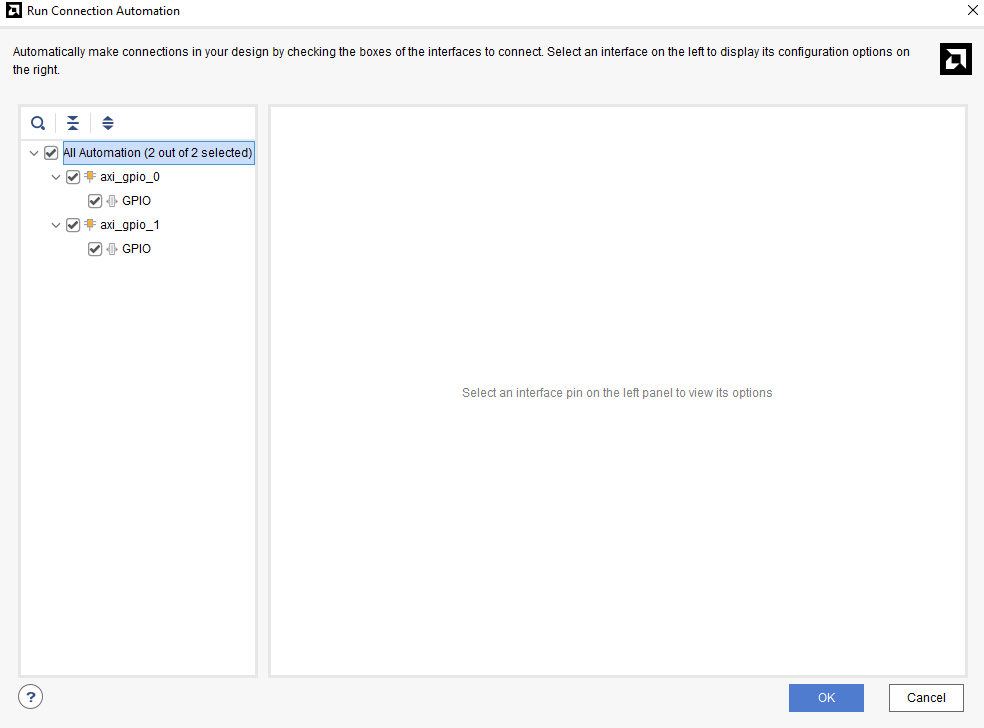 Run Connection Automation
Automatically make connections in your design by checking the boxes of the interfaces to connect. Select an interface on the left to display its configuration options on
the right.
All Automation (2 out of 2 selected)
axi_gpio_0
GPIO
axi_gpio_1
GPIO
Select an interface pin on the left panel to view its options
?
OK
Cancel